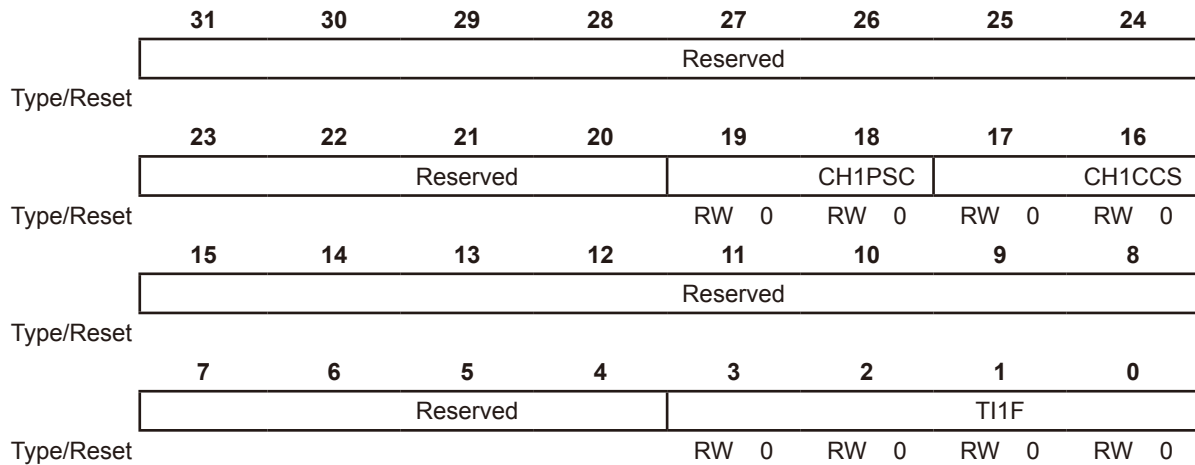 31 30 29 28 27 26 25 24
Reserved
Type/Reset
23 22 21 20 19 18 17 16
Reserved CH1PSC CH1CCS
Type/Reset RW 0 RW 0 RW 0 RW 0
15 14 13 12 11 10 9 8
Reserved
Type/Reset
7 6 5 4 3 2 1 0
Reserved TI1F
Type/Reset RW 0 RW 0 RW 0 RW 0